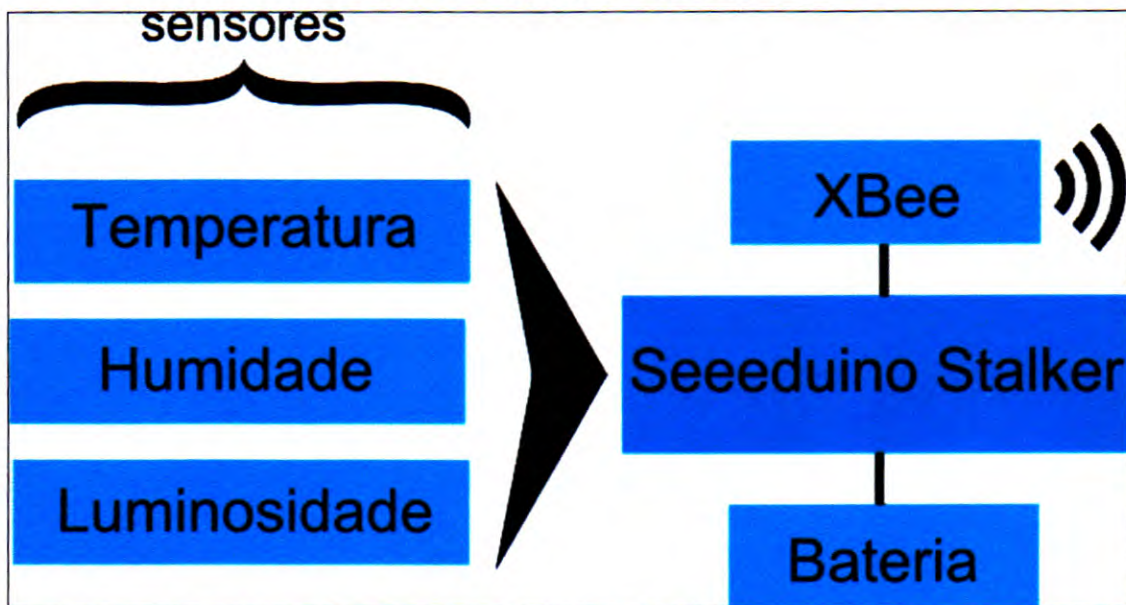 sensores
Temperatura
Humidade
Luminosidade
XBee
Seeeduino Stalker
Bateria